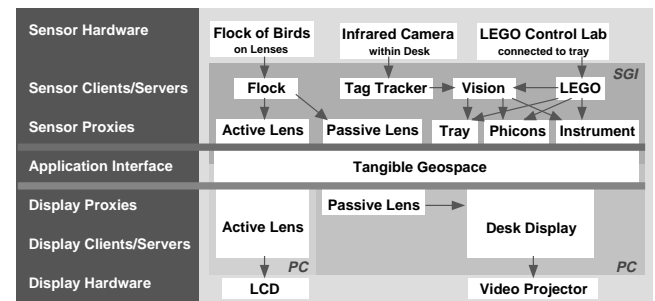 Sensor Hardware
Flock of Birds
on Lenses
Infrared Camera
within Desk
LEGO Control Lab
connected to tray
SGI
Sensor Clients/Servers
Flock
Tag Tracker
Vision
LEGO
Sensor Proxies
Active Lens
Passive Lens
Tray
Phicons
Instrument
Application Interface
Tangible Geospace
Display Proxies
Passive Lens
Active Lens
Desk Display
Display Clients/Servers
PC
PC
Display Hardware
LCD
Video Projector